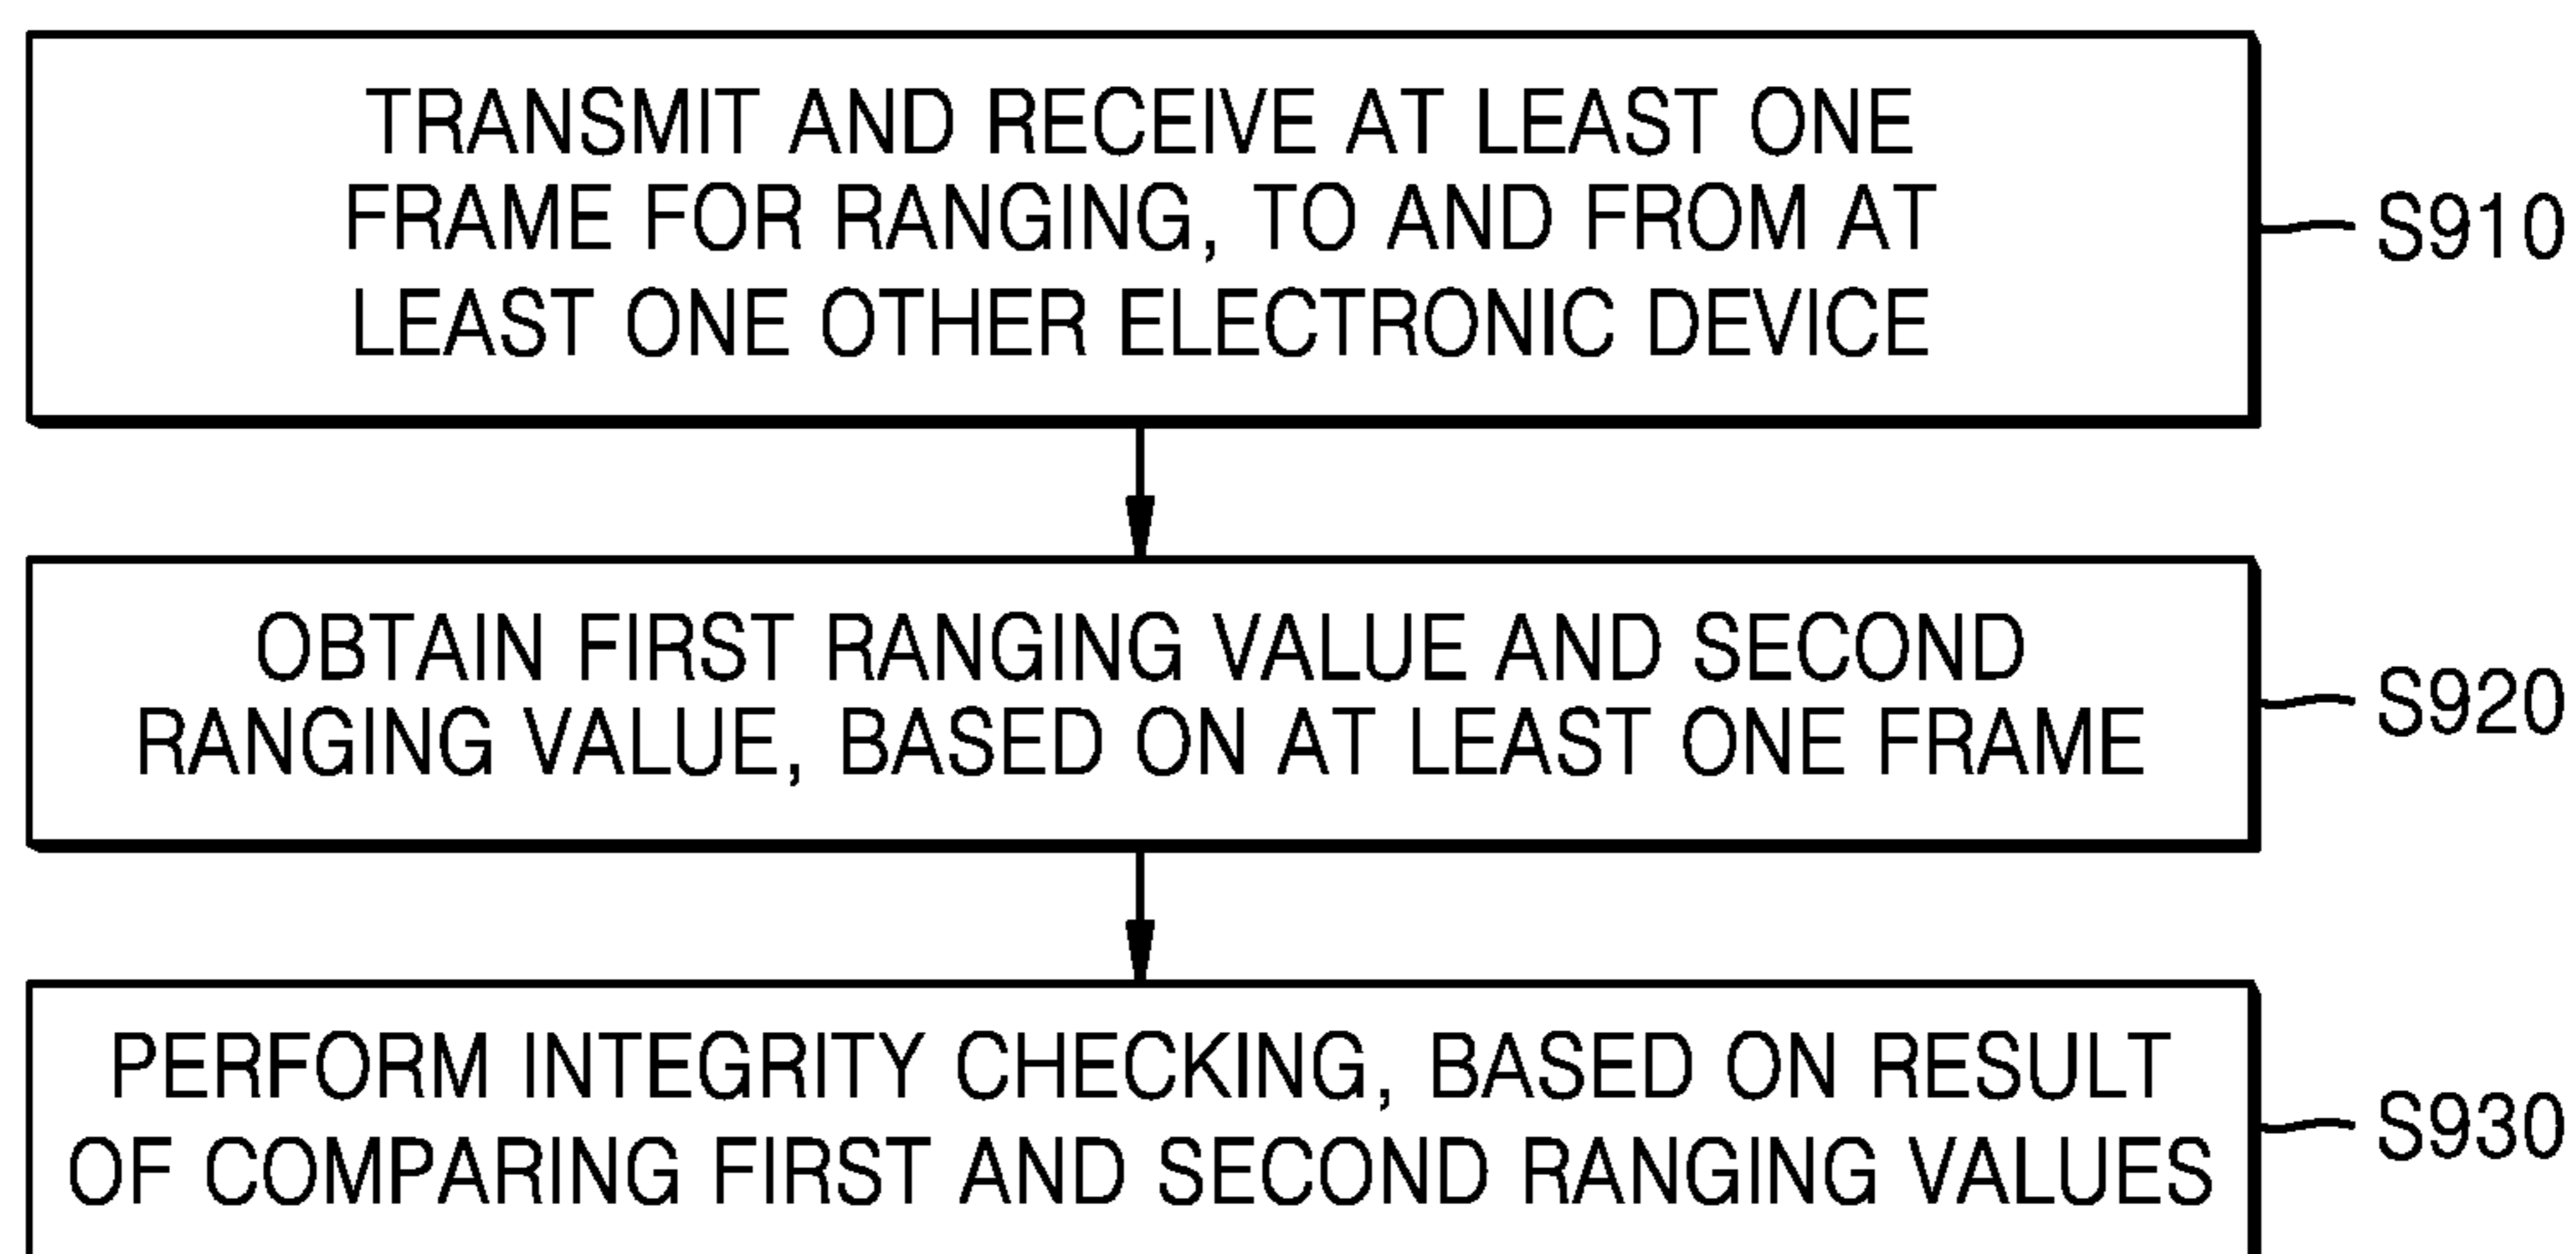 TRANSMIT AND RECEIVE AT LEAST ONE
FRAME FOR RANGING, TO AND FROM AT
LEAST ONE OTHER ELECTRONIC DEVICE
S910
OBTAIN FIRST RANGING VALUE AND SECOND
RANGING VALUE, BASED ON AT LEAST ONE FRAME
S920
PERFORM INTEGRITY CHECKING, BASED ON RESULT
OF COMPARING FIRST AND SECOND RANGING VALUES
S930